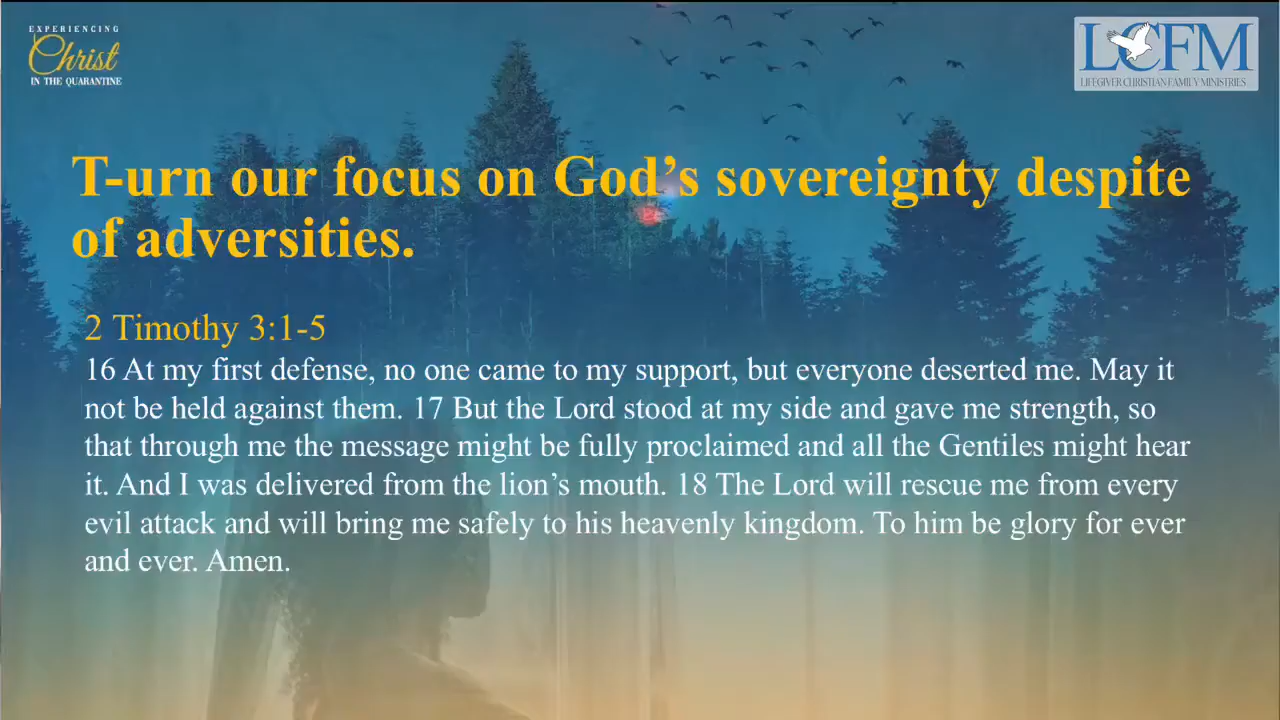 EXPERIENCING
Christ
IN THE QUARANTINE
LCFM
LIFEGIVER CHRISTIAN FAMILY MINISTRIES
T-urn our focus on God’s sovereignty despite
of adversities.
2 Timothy 3:1-5
16 At my first defense, no one came to my support, but everyone deserted me. May it
not be held against them. 17 But the Lord stood at my side and gave me strength, so
that through me the message might be fully proclaimed and all the Gentiles might hear
it. And I was delivered from the lion’s mouth. 18 The Lord will rescue me from every
evil attack and will bring me safely to his heavenly kingdom. To him be glory for ever
and ever. Amen.